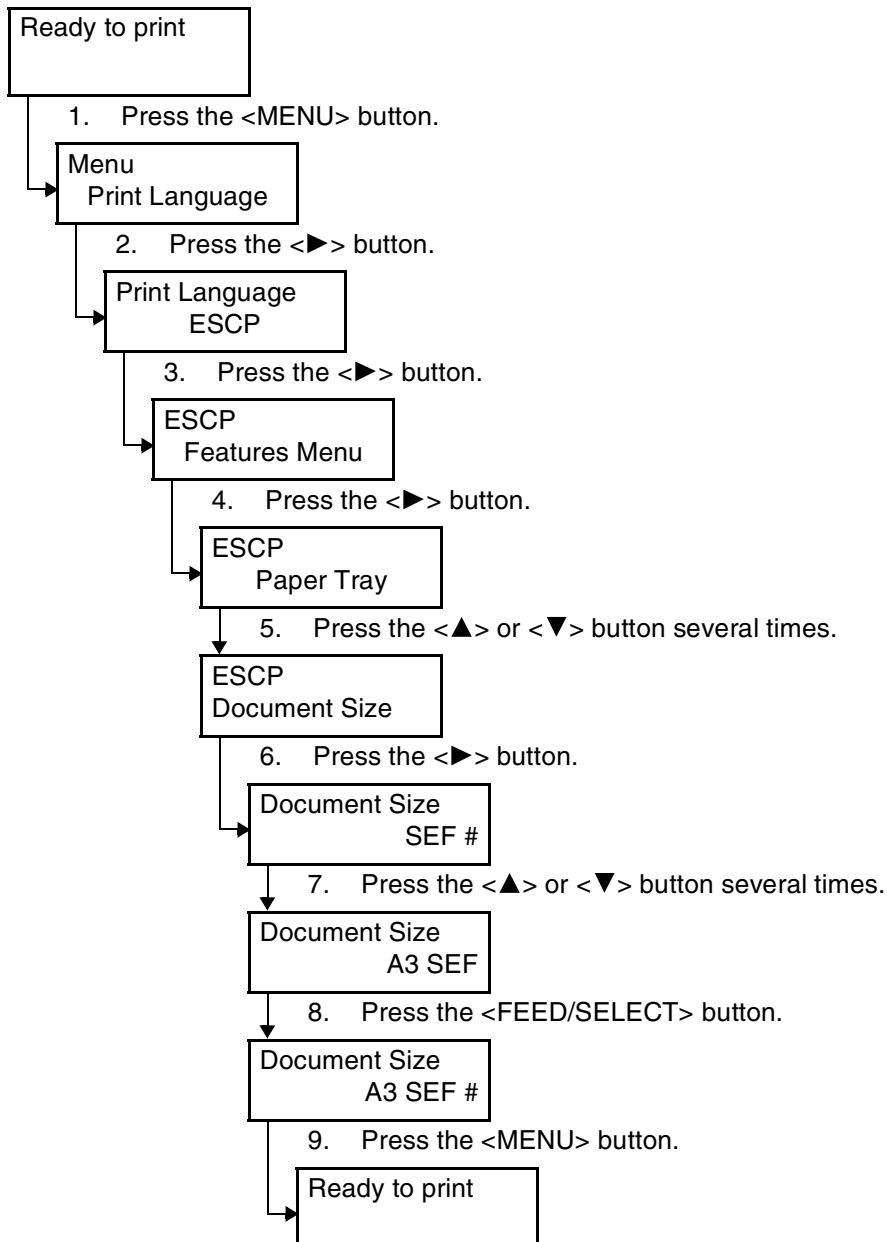 Ready to print
1. Press the <MENU> button.
Menu
Print Language
2. Press the <▶> button.
Print Language
ESCP
3. Press the <▶> button.
ESCP
Features Menu
4. Press the <▶> button.
ESCP
Paper Tray
5. Press the <▲> or <▼> button several times.
ESCP
Document Size
6. Press the <▶> button.
Document Size
SEF #
7. Press the <▲> or <▼> button several times.
Document Size
A3 SEF
8. Press the <FEED/SELECT> button.
Document Size
A3 SEF #
9. Press the <MENU> button.
Ready to print